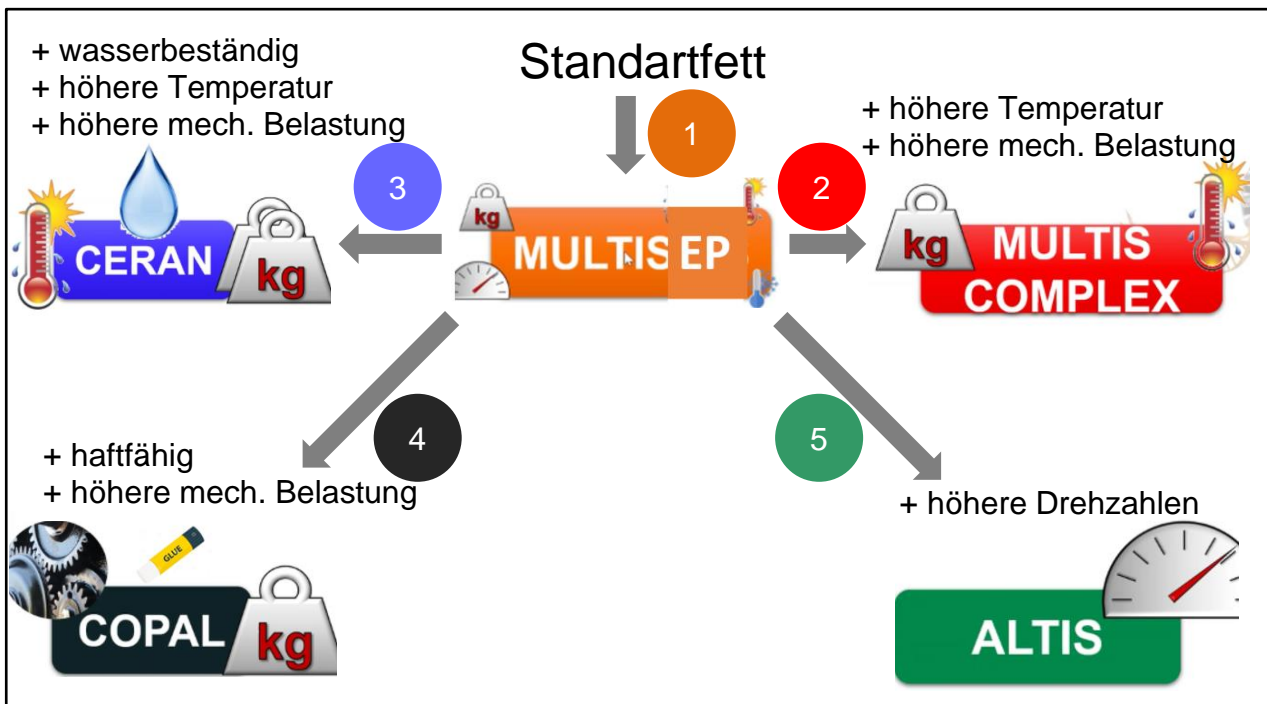 + wasserbeständig
+ höhere Temperatur
+ höhere mech. Belastung
Standartfett
1
+ höhere Temperatur
+ höhere mech. Belastung
3
2
CERAN
kg
kg
MULTIS EP
kg
MULTIS
COMPLEX
4
5
+ haftfähig
+ höhere mech. Belastung
GLUE
COPAL
kg
+ höhere Drehzahlen
ALTIS